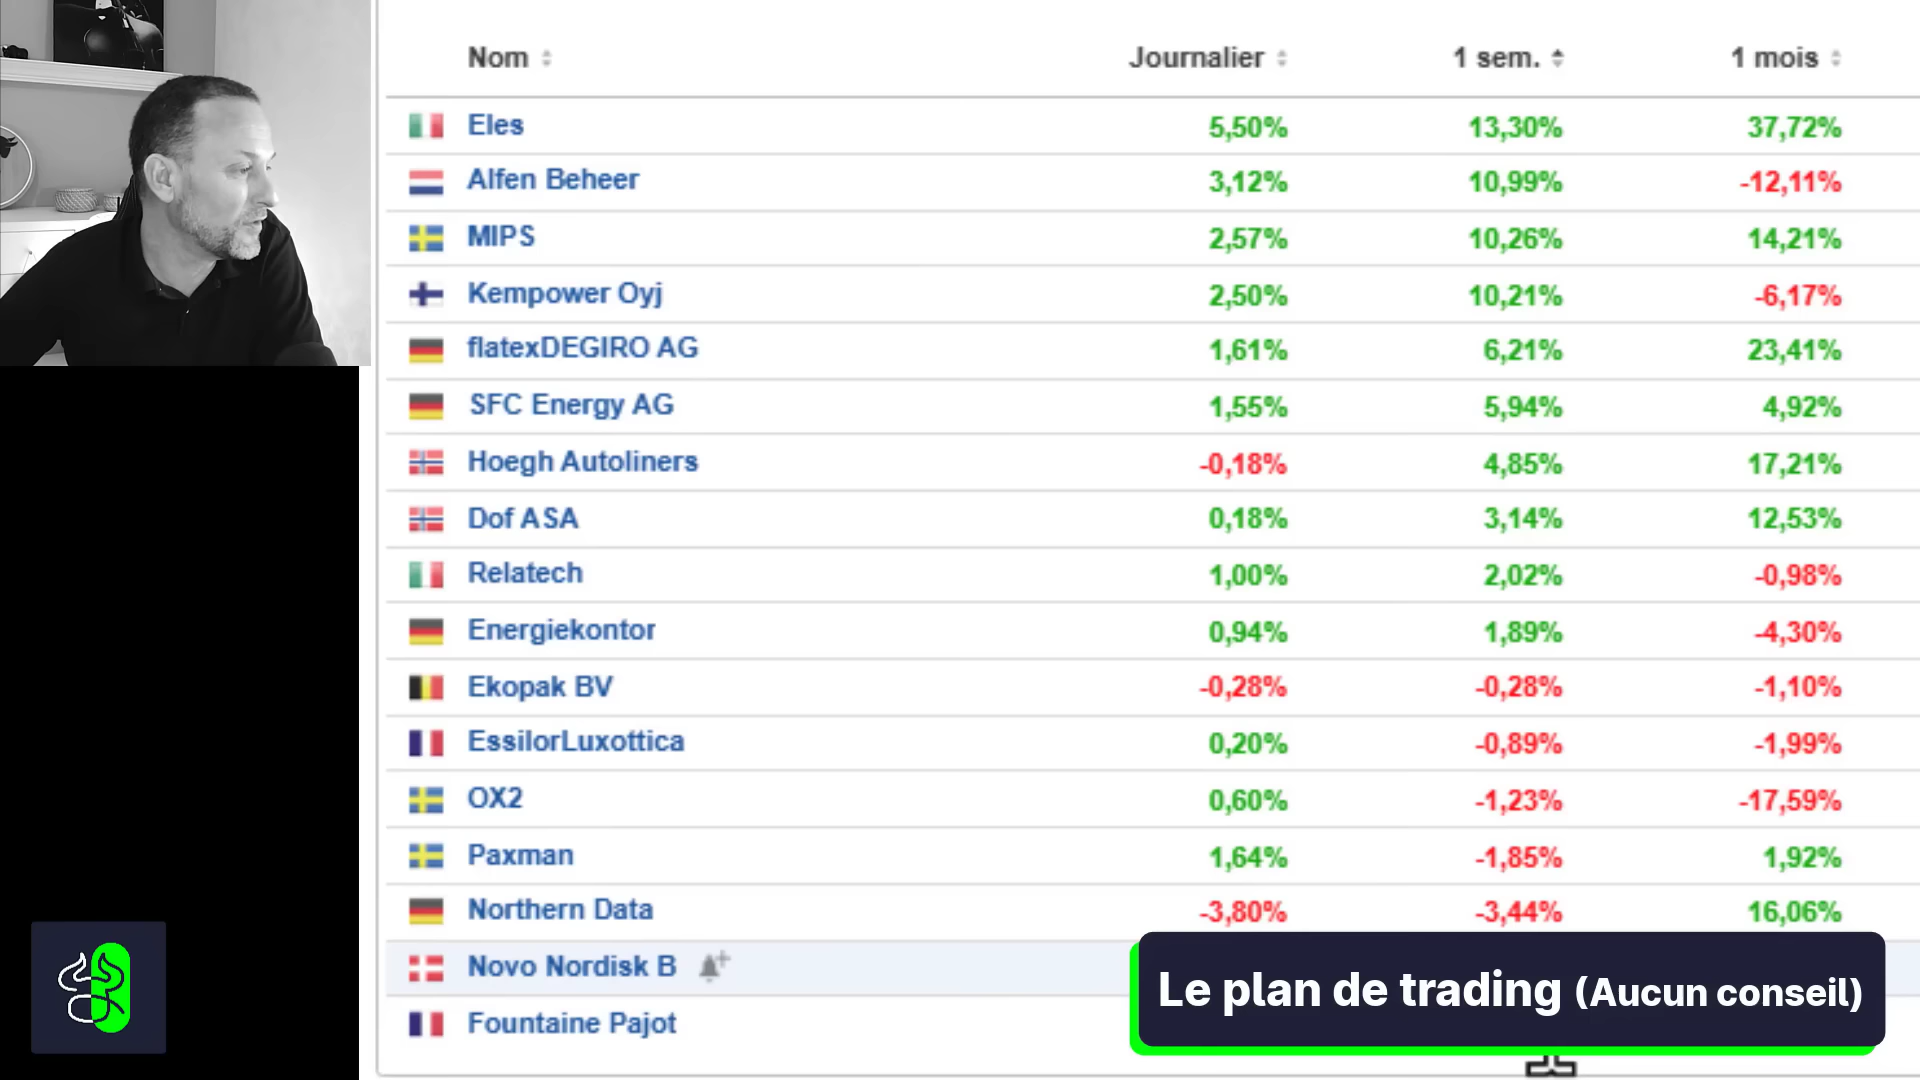 Nom Journalier 1 sem. 1 mois
Eles 5,50% 13,30% 37,72%
Alfen Beheer 3,12% 10,99% -12,11%
MIPS 2,57% 10,26% 14,21%
Kempower Oyj 2,50% 10,21% -6,17%
flatexDEGIRO AG 1,61% 6,21% 23,41%
SFC Energy AG 1,55% 5,94% 4,92%
Hoegh Autoliners -0,18% 4,85% 17,21%
Dof ASA 0,18% 3,14% 12,53%
Relatech 1,00% 2,02% -0,98%
Energiekontor 0,94% 1,89% -4,30%
Ekopak BV -0,28% -0,28% -1,10%
EssilorLuxottica 0,20% -0,89% -1,99%
OX2 0,60% -1,23% -17,59%
Paxman 1,64% -1,85% 1,92%
Northern Data -3,80% -3,44% 16,06%
Novo Nordisk B
Fountaine Pajot
Le plan de trading (Aucun conseil)